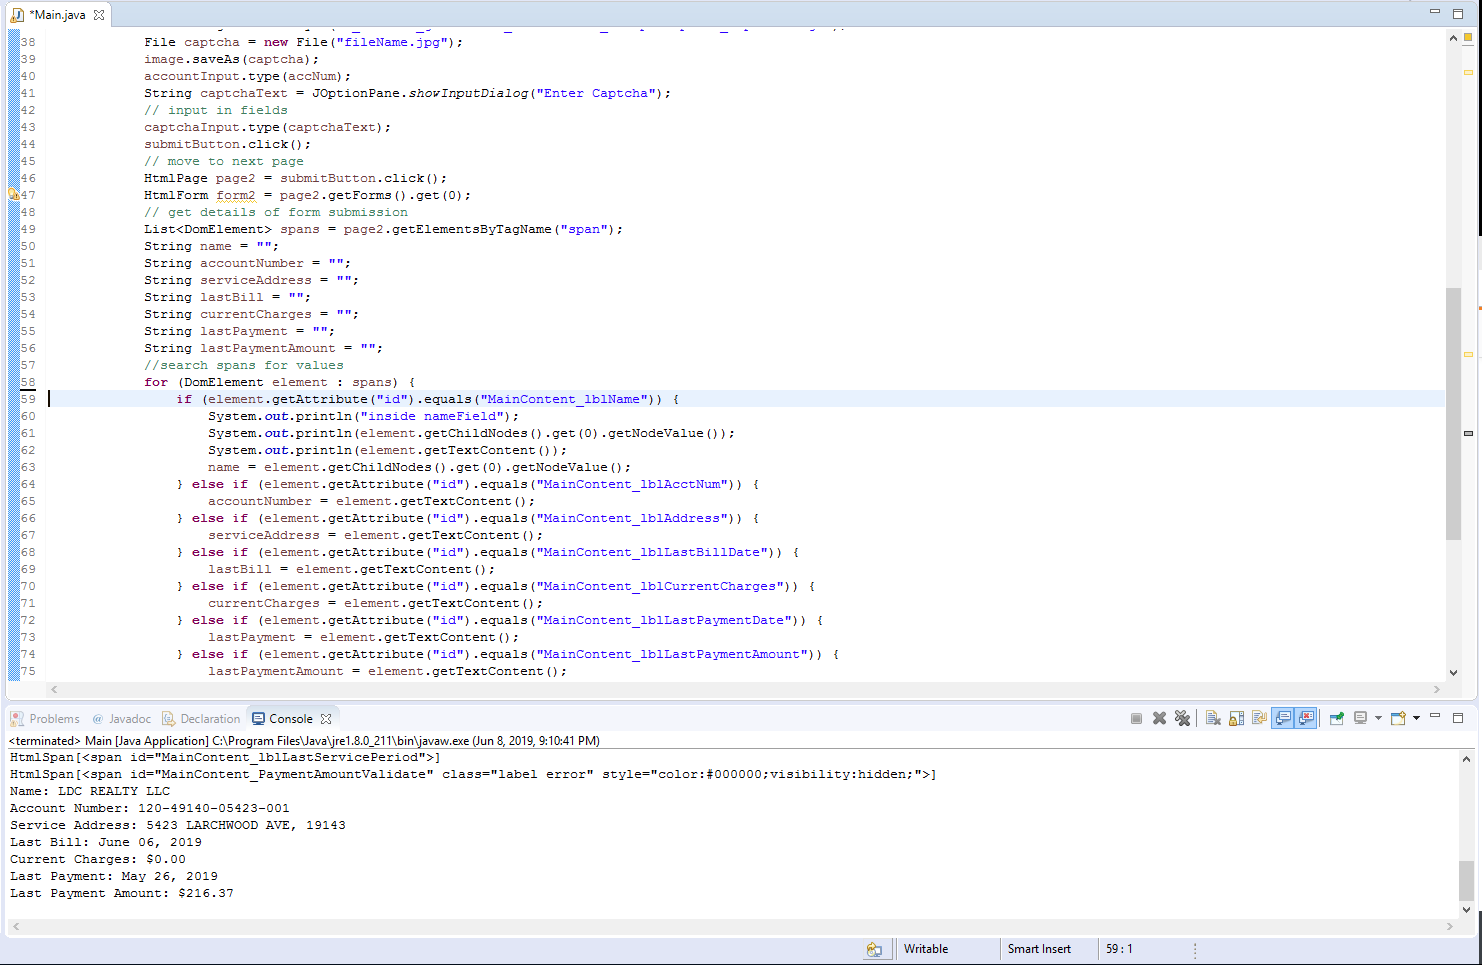 *Main.java
38 File captcha = new File("fileName.jpg");
39 image.saveAs(captcha);
40 accountInput.type(accNum);
41 String captchaText = JOptionPane.showInputDialog("Enter Captcha");
42 // input in fields
43 captchaInput.type(captchaText);
44 submitButton.click();
45 // move to next page
46 HtmlPage page2 = submitButton.click();
47 HtmlForm form2 = page2.getForms().get(0);
48 // get details of form submission
49 List<DomElement> spans = page2.getElementsByTagName("span");
50 String name = "";
51 String accountNumber = "";
52 String serviceAddress = "";
53 String lastBill = "";
54 String currentCharges = "";
55 String lastPayment = "";
56 String lastPaymentAmount = "";
57 //search spans for values
58 for (DomElement element : spans) {
59 if (element.getAttribute("id").equals("MainContent_lblName")) {
60 System.out.println("inside nameField");
61 System.out.println(element.getChildNodes().get(0).getNodeValue());
62 System.out.println(element.getTextContent());
63 name = element.getChildNodes().get(0).getNodeValue();
64 } else if (element.getAttribute("id").equals("MainContent_lblAcctNum")) {
65 accountNumber = element.getTextContent();
66 } else if (element.getAttribute("id").equals("MainContent_lblAddress")) {
67 serviceAddress = element.getTextContent();
68 } else if (element.getAttribute("id").equals("MainContent_lblLastBillDate")) {
69 lastBill = element.getTextContent();
70 } else if (element.getAttribute("id").equals("MainContent_lblCurrentCharges")) {
71 currentCharges = element.getTextContent();
72 } else if (element.getAttribute("id").equals("MainContent_lblLastPaymentDate")) {
73 lastPayment = element.getTextContent();
74 } else if (element.getAttribute("id").equals("MainContent_lblLastPaymentAmount")) {
75 lastPaymentAmount = element.getTextContent();
Problems @ Javadoc Declaration Console
<terminated> Main [Java Application] C:\Program Files\Java\jre1.8.0_211\bin\javaw.exe (Jun 8, 2019, 9:10:41 PM)
HtmlSpan[<span id="MainContent_lblLastServicePeriod">]
HtmlSpan[<span id="MainContent_PaymentAmountValidate" class="label error" style="color:#000000;visibility:hidden;">]
Name: LDC REALTY LLC
Account Number: 120-49140-05423-001
Service Address: 5423 LARCHWOOD AVE, 19143
Last Bill: June 06, 2019
Current Charges: $0.00
Last Payment: May 26, 2019
Last Payment Amount: $216.37
Writable Smart Insert 59 : 1